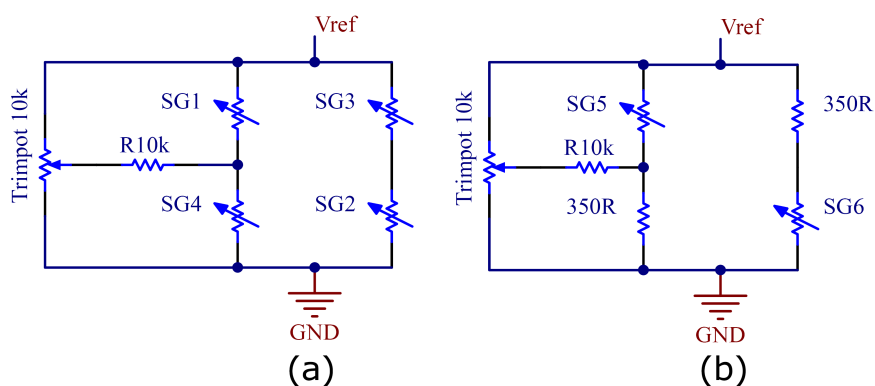 Vref
SG1
SG3
Trimpot 10k
R10k
SG4
SG2
GND
(a)
Vref
SG5
350R
Trimpot 10k
R10k
350R
SG6
GND
(b)